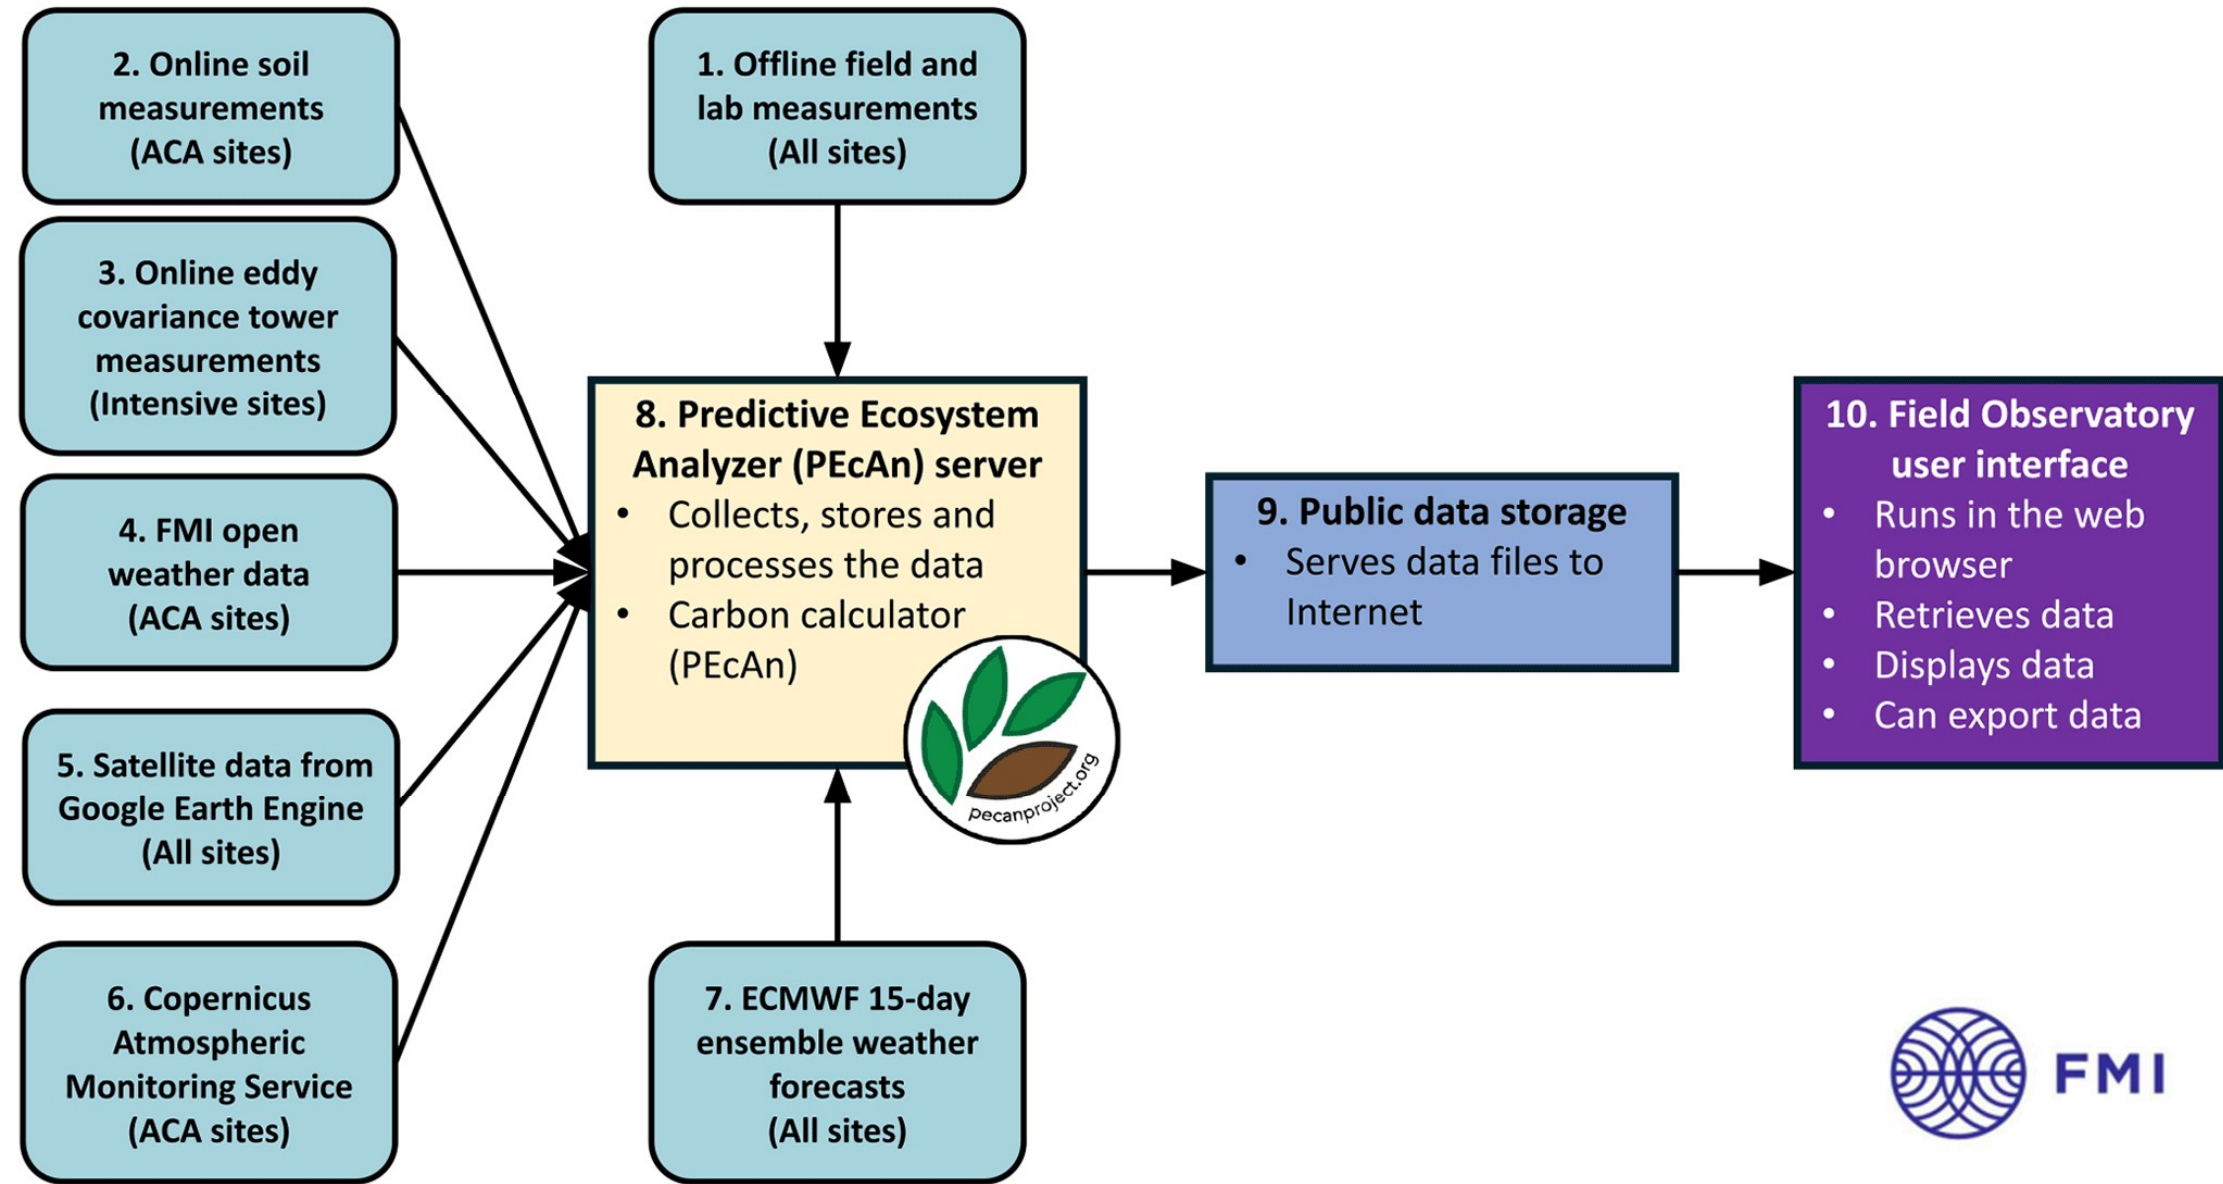 2. Online soil
measurements
(ACA sites)
1. Offline field and
lab measurements
(All sites)
3. Online eddy
covariance tower
measurements
(Intensive sites)
4. FMI open
weather data
(ACA sites)
5. Satellite data from
Google Earth Engine
(All sites)
6. Copernicus
Atmospheric
Monitoring Service
(ACA sites)
8. Predictive Ecosystem
Analyzer (PEcAn) server
• Collects, stores and
processes the data
• Carbon calculator
(PEcAn)
pecanproject.org
7. ECMWF 15-day
ensemble weather
forecasts
(All sites)
9. Public data storage
• Serves data files to
Internet
10. Field Observatory
user interface
• Runs in the web
browser
• Retrieves data
• Displays data
• Can export data
FMI